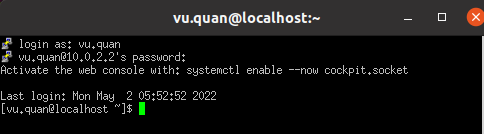 vu.quan@localhost:~
login as: vu.quan
vu.quan@10.0.2.2's password:
Activate the web console with: systemctl enable --now cockpit.socket
Last login: Mon May  2 05:52:52 2022
[vu.quan@localhost ~]$